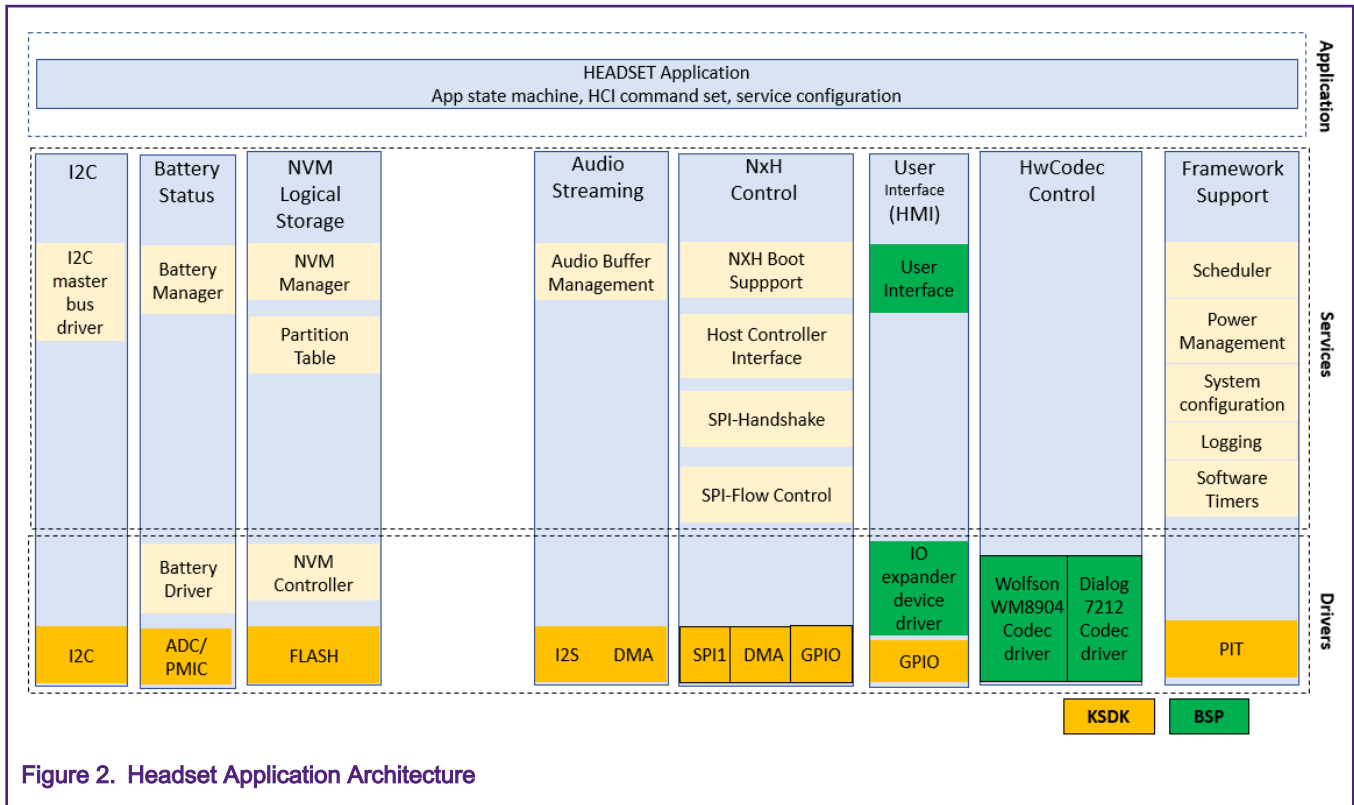 HEADSET Application
App state machine, HCI command set, service configuration
Application
I2C
Battery
Status
NVM
Logical
Storage
Audio
Streaming
NxH
Control
User
Interface
(HMI)
HwCodec
Control
Framework
Support
I2C
master
bus
driver
Battery
Manager
NVM
Manager
Partition
Table
Audio Buffer
Management
NXH Boot
Suppport
Host Controller
Interface
SPI-Handshake
SPI-Flow Control
User
Interface
Scheduler
Power
Management
System
configuration
Logging
Software
Timers
Services
Battery
Driver
NVM
Controller
IO
expander
device
driver
Wolfson
WM8904
Codec
driver
Dialog
7212
Codec
driver
I2C
ADC/
PMIC
FLASH
I2S
DMA
SPI1
DMA
GPIO
GPIO
PIT
Drivers
KSDK
BSP
Figure 2. Headset Application Architecture